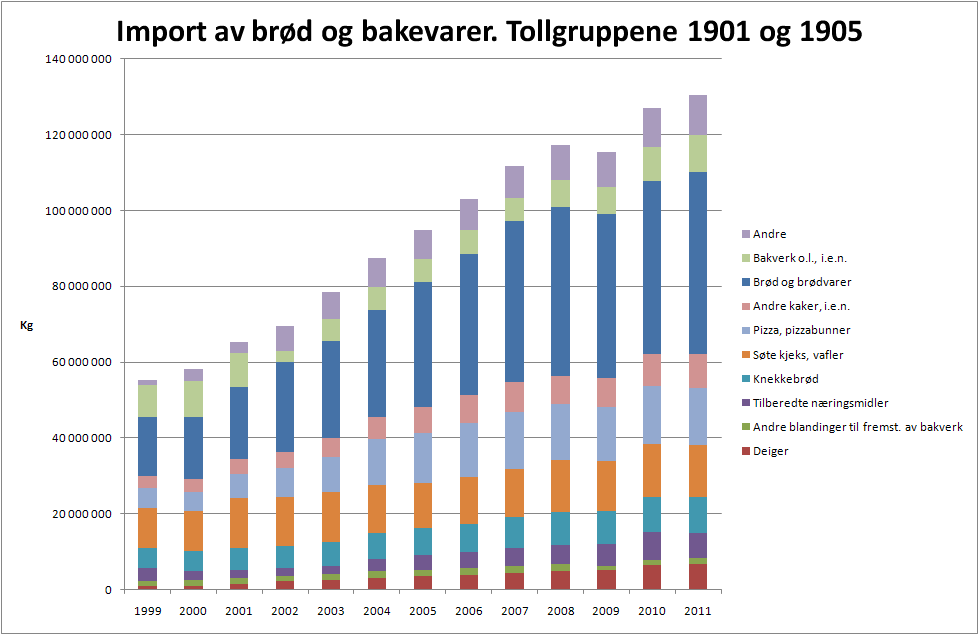 Import av brød og bakevarer. Tollgruppene 1901 og 1905
140 000 000
120 000 000
100 000 000
80 000 000
60 000 000
40 000 000
20 000 000
0
Kg
1999 2000 2001 2002 2003 2004 2005 2006 2007 2008 2009 2010 2011
Andre
Bakverk o.l., i.e.n.
Brød og brødvarer
Andre kaker, i.e.n.
Pizza, pizzabunner
Søte kjeks, vafler
Knekkebrød
Tilberedte næringsmidler
Andre blandinger til fremst. av bakverk
Deiger